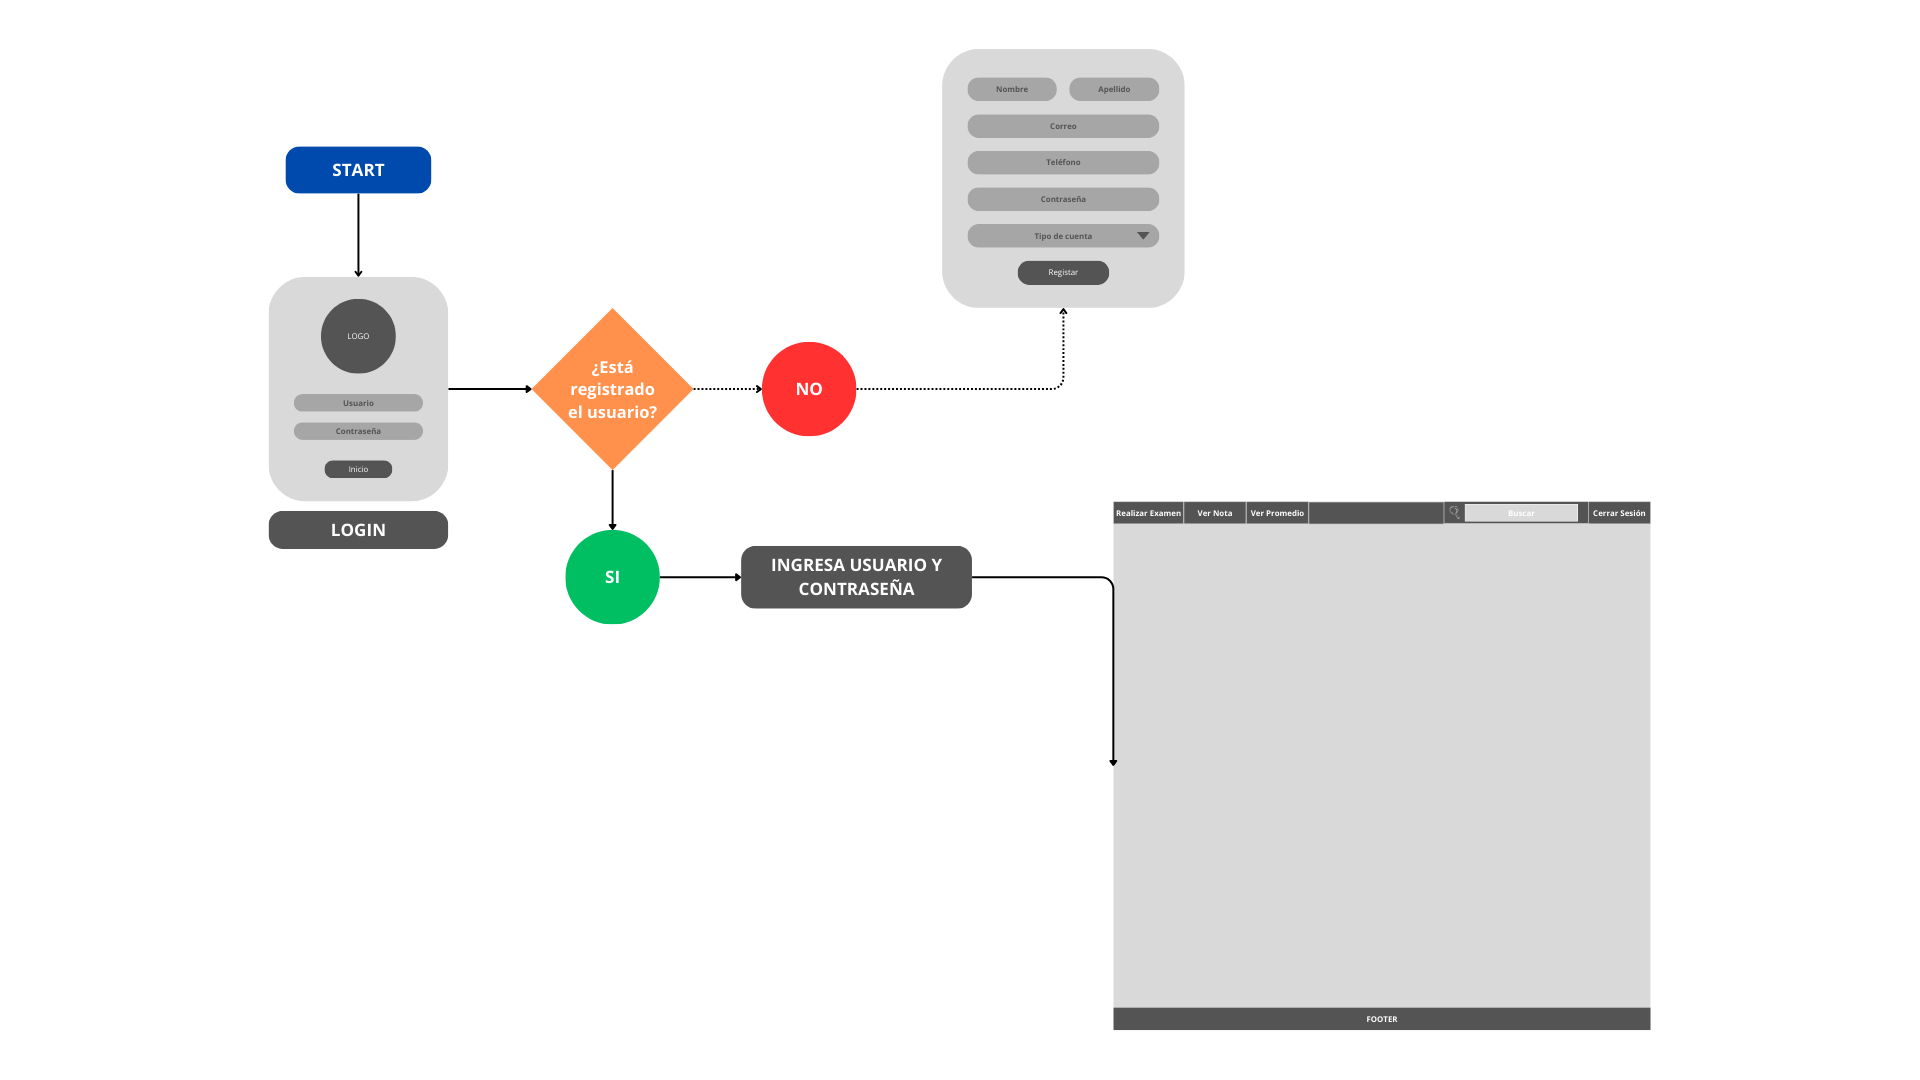 START
LOGO
Usuario
Contraseña
Inicio
LOGIN
¿Está
registrado
el usuario?
NO
Nombre
Apellido
Correo
Teléfono
Contraseña
Tipo de cuenta
Registar
SI
INGRESA USUARIO Y
CONTRASEÑA
Realizar Examen
Ver Nota
Ver Promedio
Buscar
Cerrar Sesión
FOOTER